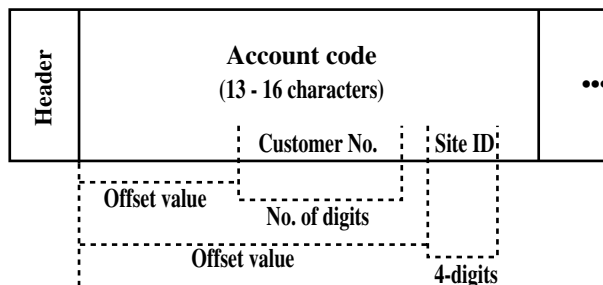 Header
Account code
(13 - 16 characters)
•••
Customer No.
Site ID
Offset value
No. of digits
Offset value
4-digits